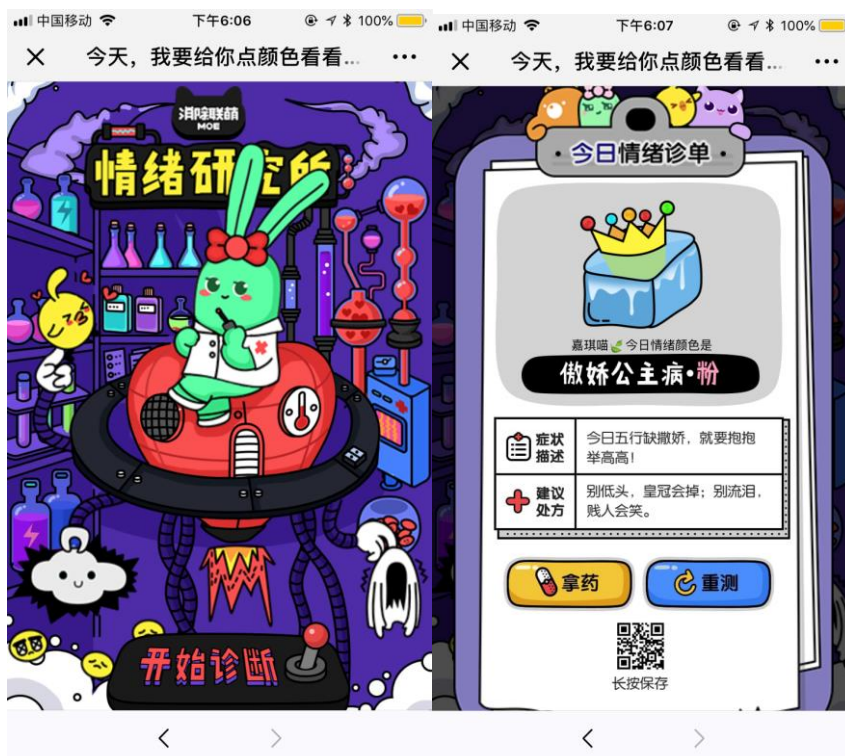 中国移动
下午6:06
100%
今天，我要给你点颜色看看...
消除联萌
MOE
情绪研究所
开始诊断
中国移动
下午6:07
100%
今天，我要给你点颜色看看...
今日情绪诊单
嘉琪喵 今日情绪颜色是
傲娇公主病·粉
症状描述
今日五行缺撒娇，就要抱抱
举高高！
建议处方
别低头，皇冠会掉；别流泪，
贱人会笑。
拿药
重测
长按保存